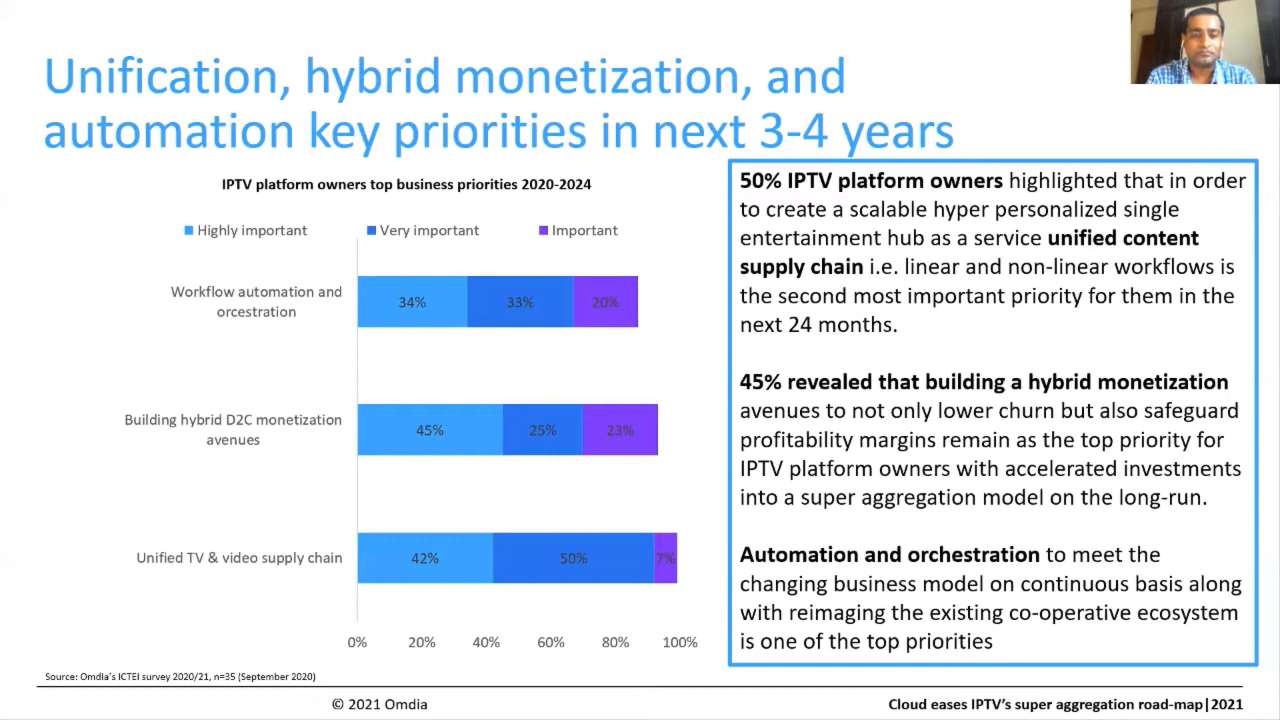 Unification, hybrid monetization, and
automation key priorities in next 3-4 years
IPTV platform owners top business priorities 2020-2024
Highly important
Very important
Important
Workflow automation and
orcestration
34%
33%
20%
Building hybrid D2C monetization
avenues
45%
25%
23%
Unified TV & video supply chain
42%
50%
7%
0%
20%
40%
60%
80%
100%
50% IPTV platform owners highlighted that in order
to create a scalable hyper personalized single
entertainment hub as a service unified content
supply chain i.e. linear and non-linear workflows is
the second most important priority for them in the
next 24 months.
45% revealed that building a hybrid monetization
avenues to not only lower churn but also safeguard
profitability margins remain as the top priority for
IPTV platform owners with accelerated investments
into a super aggregation model on the long-run.
Automation and orchestration to meet the
changing business model on continuous basis along
with reimaging the existing co-operative ecosystem
is one of the top priorities
Source: Omdia's ICTEI survey 2020/21, n=35 (September 2020)
© 2021 Omdia
Cloud eases IPTV's super aggregation road-map|2021